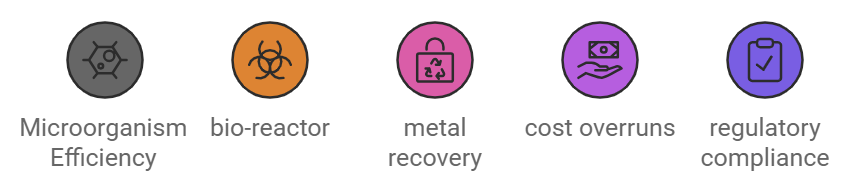 Microorganism
Efficiency
bio-reactor
metal
recovery
cost overruns
regulatory
compliance